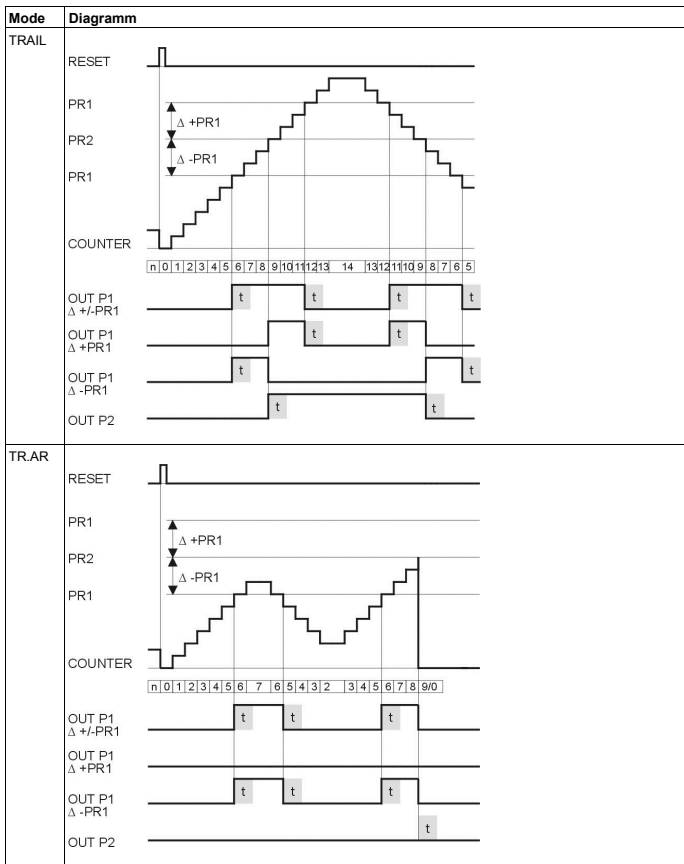 Mode Diagramm
TRAIL
RESET
PR1
Δ +PR1
PR2
Δ -PR1
PR1
COUNTER
n 0 1 2 3 4 5 6 7 8 9 10 11 12 13 14 13 12 11 10 9 8 7 6 5
OUT P1 t t t t
Δ +/-PR1
OUT P1 t t
Δ +PR1
OUT P1 t t
Δ -PR1
OUT P2 t t
TR.AR
RESET
PR1
Δ +PR1
PR2
Δ -PR1
PR1
COUNTER
n 0 1 2 3 4 5 6 7 6 5 4 3 2 3 4 5 6 7 8 9/0
OUT P1 t t t
Δ +/-PR1
OUT P1
Δ +PR1
OUT P1 t t t
Δ -PR1
OUT P2 t